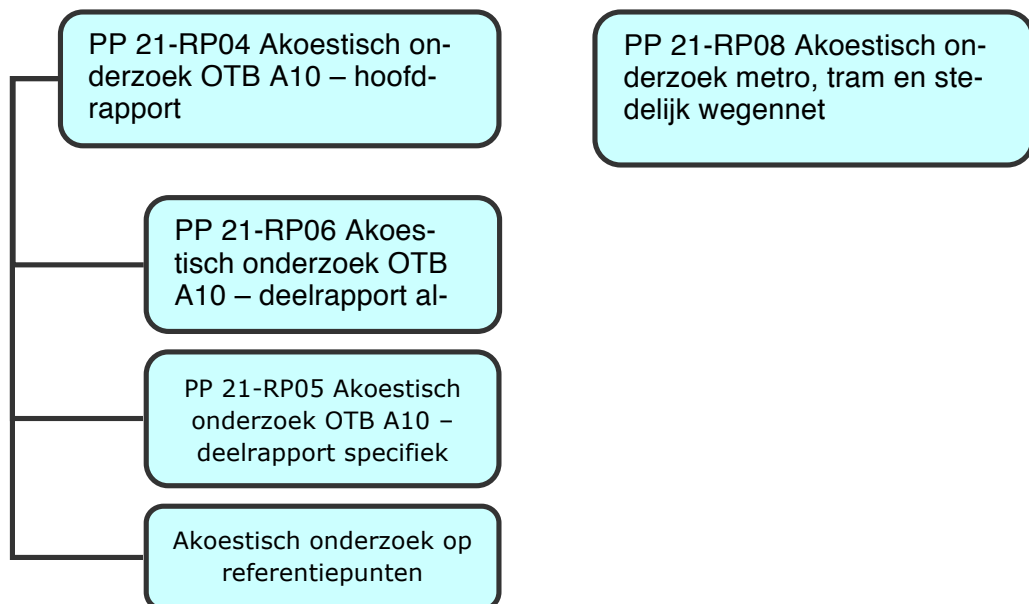 PP 21-RP04 Akoestisch on-
derzoek OTB A10 – hoofd-
rapport
PP 21-RP08 Akoestisch on-
derzoek metro, tram en ste-
delijk wegennet
PP 21-RP06 Akoes-
tisch onderzoek OTB
A10 – deelrapport al-
PP 21-RP05 Akoestisch
onderzoek OTB A10 –
deelrapport specifiek
Akoestisch onderzoek op
referentiepunten